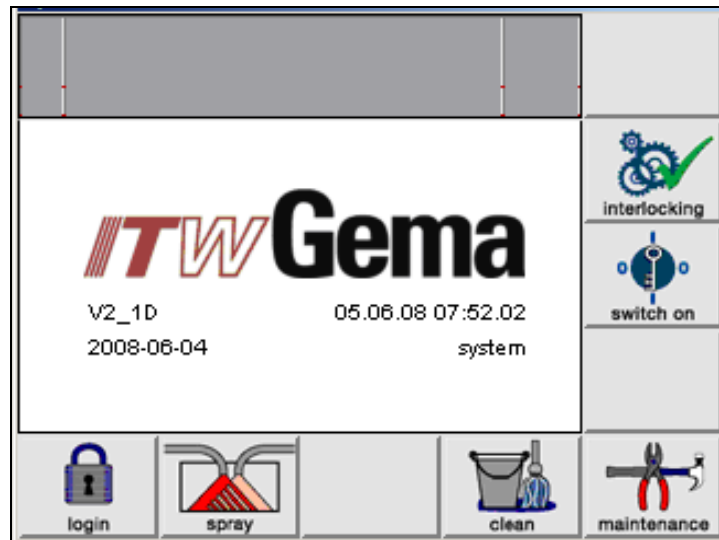 ITW Gema
V2_1D 05.06.08 07:52.02
2008-06-04 system
interlocking
switch on
login
spray
clean
maintenance